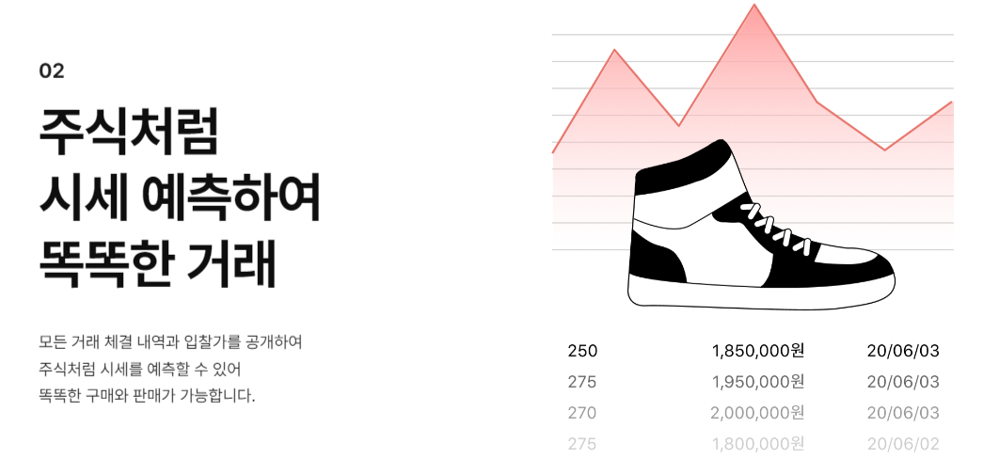 02
주식처럼
시세 예측하여
똑똑한 거래
모든 거래 체결 내역과 입찰가를 공개하여
주식처럼 시세를 예측할 수 있어
똑똑한 구매와 판매가 가능합니다.
250 1,850,000원 20/06/03
275 1,950,000원 20/06/03
270 2,000,000원 20/06/03
275 1,800,000원 20/06/02